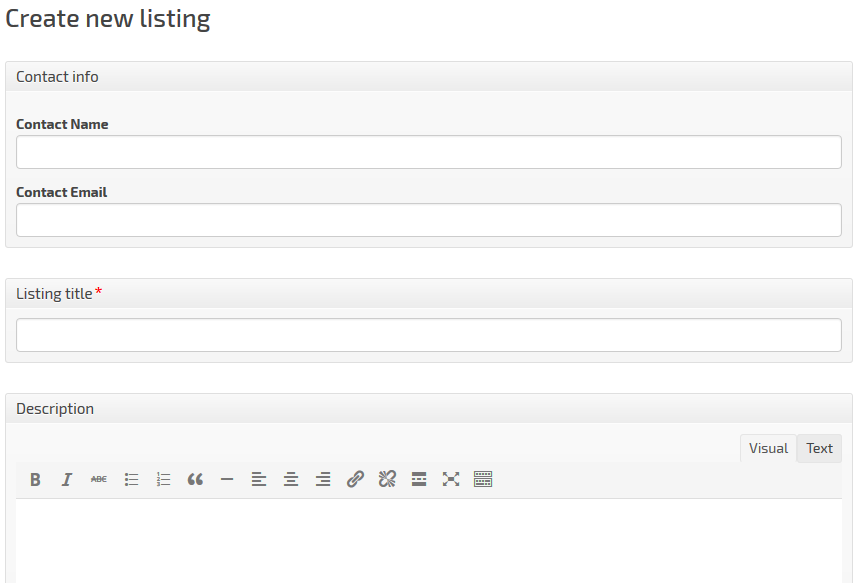 Create new listing
Contact info
Contact Name
Contact Email
Listing title*
Description
Visual Text
B I ABC